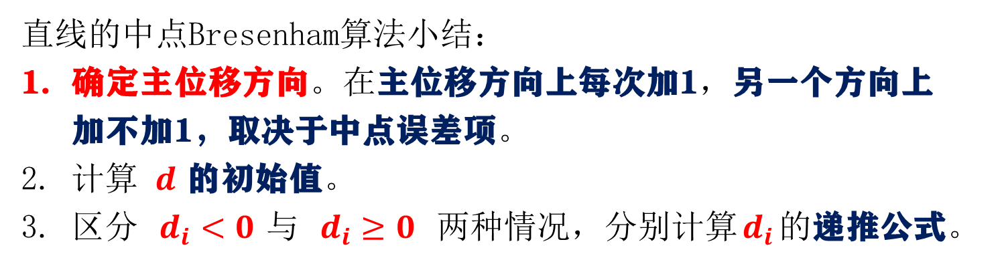 直线的中点Bresenham算法小结：
1. 确定主位移方向。在主位移方向上每次加1，另一个方向上
加不加1，取决于中点误差项。
2. 计算 d 的初始值。
3. 区分 dᵢ < 0 与 dᵢ ≥ 0 两种情况，分别计算dᵢ的递推公式。